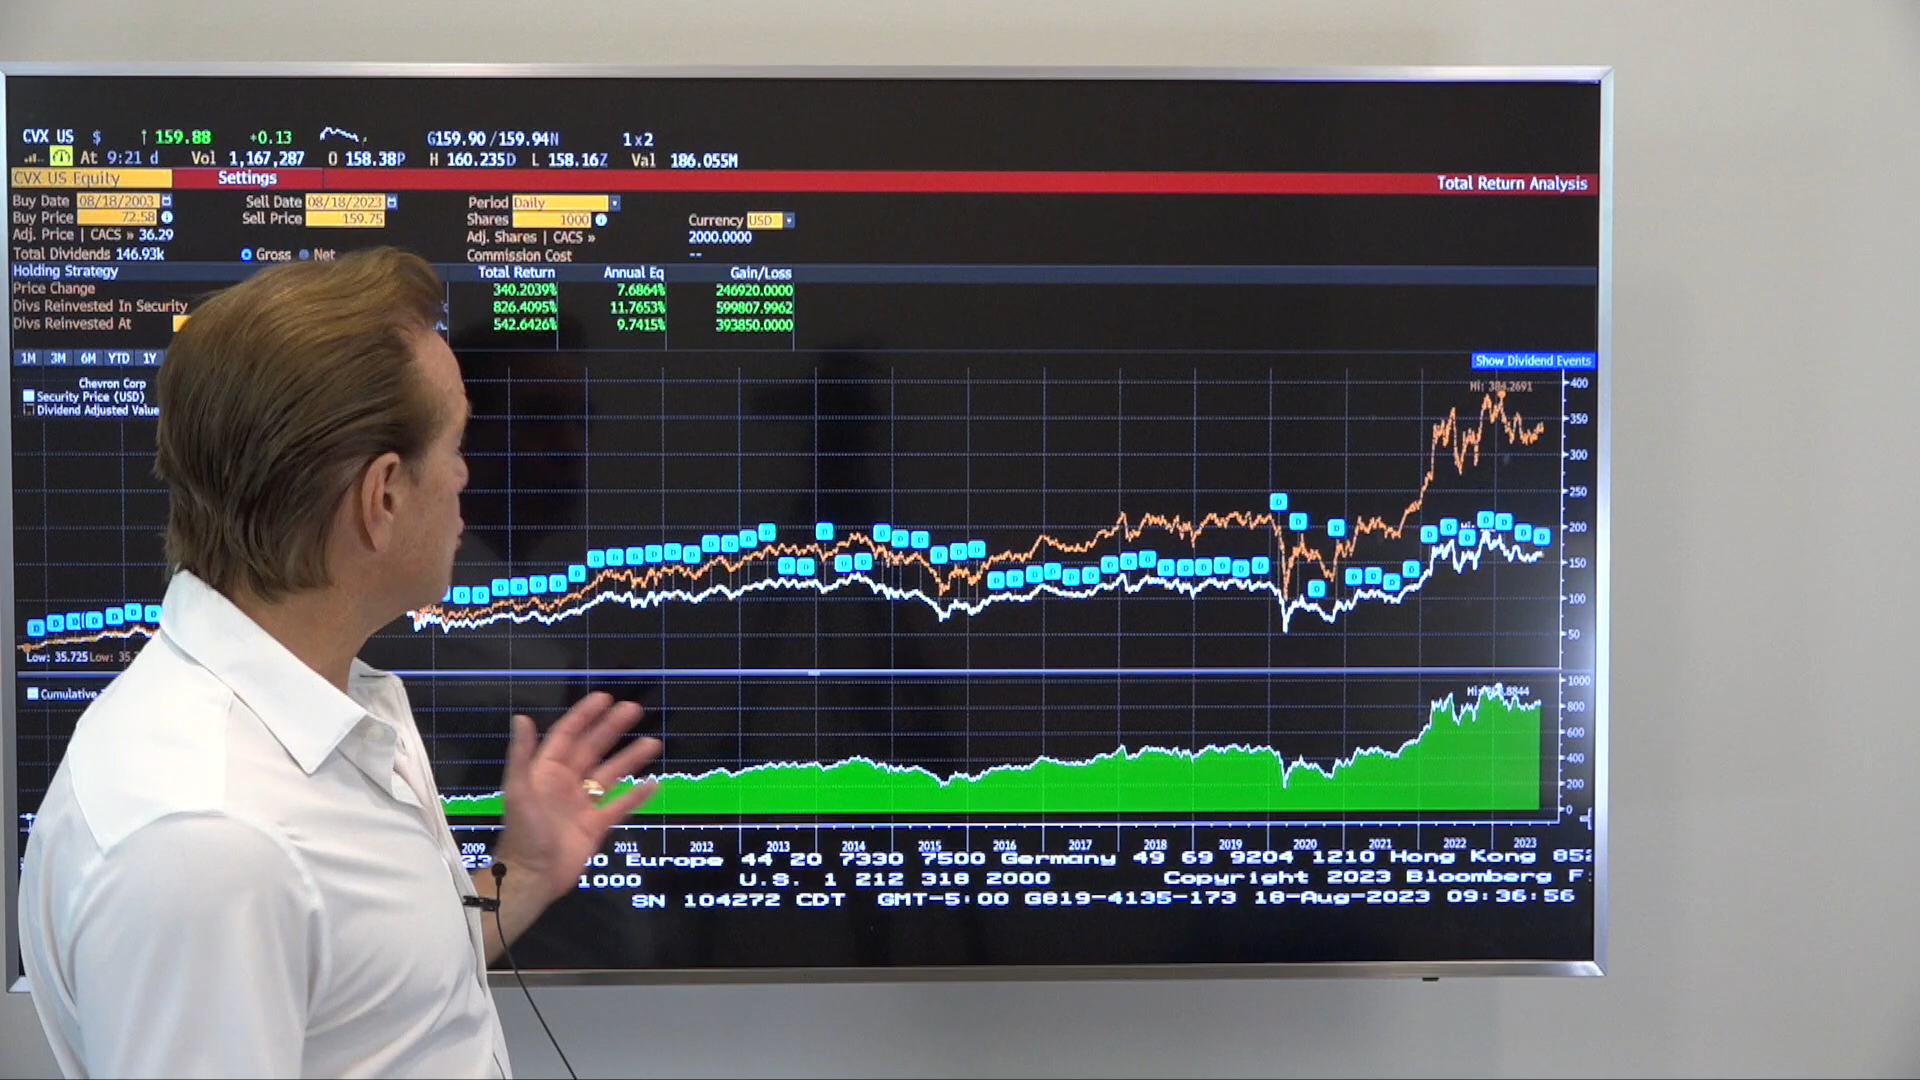 CVX US $ ↑ 159.88 +0.13 G159.90 /159.94N 1x2
At 9:21 d Vol 1,167,287 O 158.38P H 160.235D L 158.16Z Val 186.055M
CVX US Equity Settings Total Return Analysis
Buy Date 08/18/2003 Sell Date 08/18/2023 Period Daily
Buy Price 72.58 Sell Price 159.75 Shares 1000 Currency USD
Adj. Price | CACS » 36.29 Adj. Shares | CACS » 2000.0000
Total Dividends 146.93k Gross Net Commission Cost --
Holding Strategy Total Return Annual Eq Gain/Loss
Price Change 340.2039% 7.6864% 246920.0000
Divs Reinvested In Security 826.4095% 11.7653% 599807.9962
Divs Reinvested At 542.6426% 9.7415% 393850.0000
1M 3M 6M YTD 1Y Show Dividend Events
Chevron Corp
Security Price (USD)
Dividend Adjusted Value
Hi: 384.2691
400
350
300
250
200
150
100
50
Low: 35.725 Low:
Cumulative
1000
800
600
400
200
0
2009 2011 2012 2013 2014 2015 2016 2017 2018 2019 2020 2021 2022 2023
Europe 44 20 7330 7500 Germany 49 69 9204 1210 Hong Kong 852
1000 U.S. 1 212 318 2000 Copyright 2023 Bloomberg F
SN 104272 CDT GMT-5:00 G819-4135-173 18-Aug-2023 09:36:56